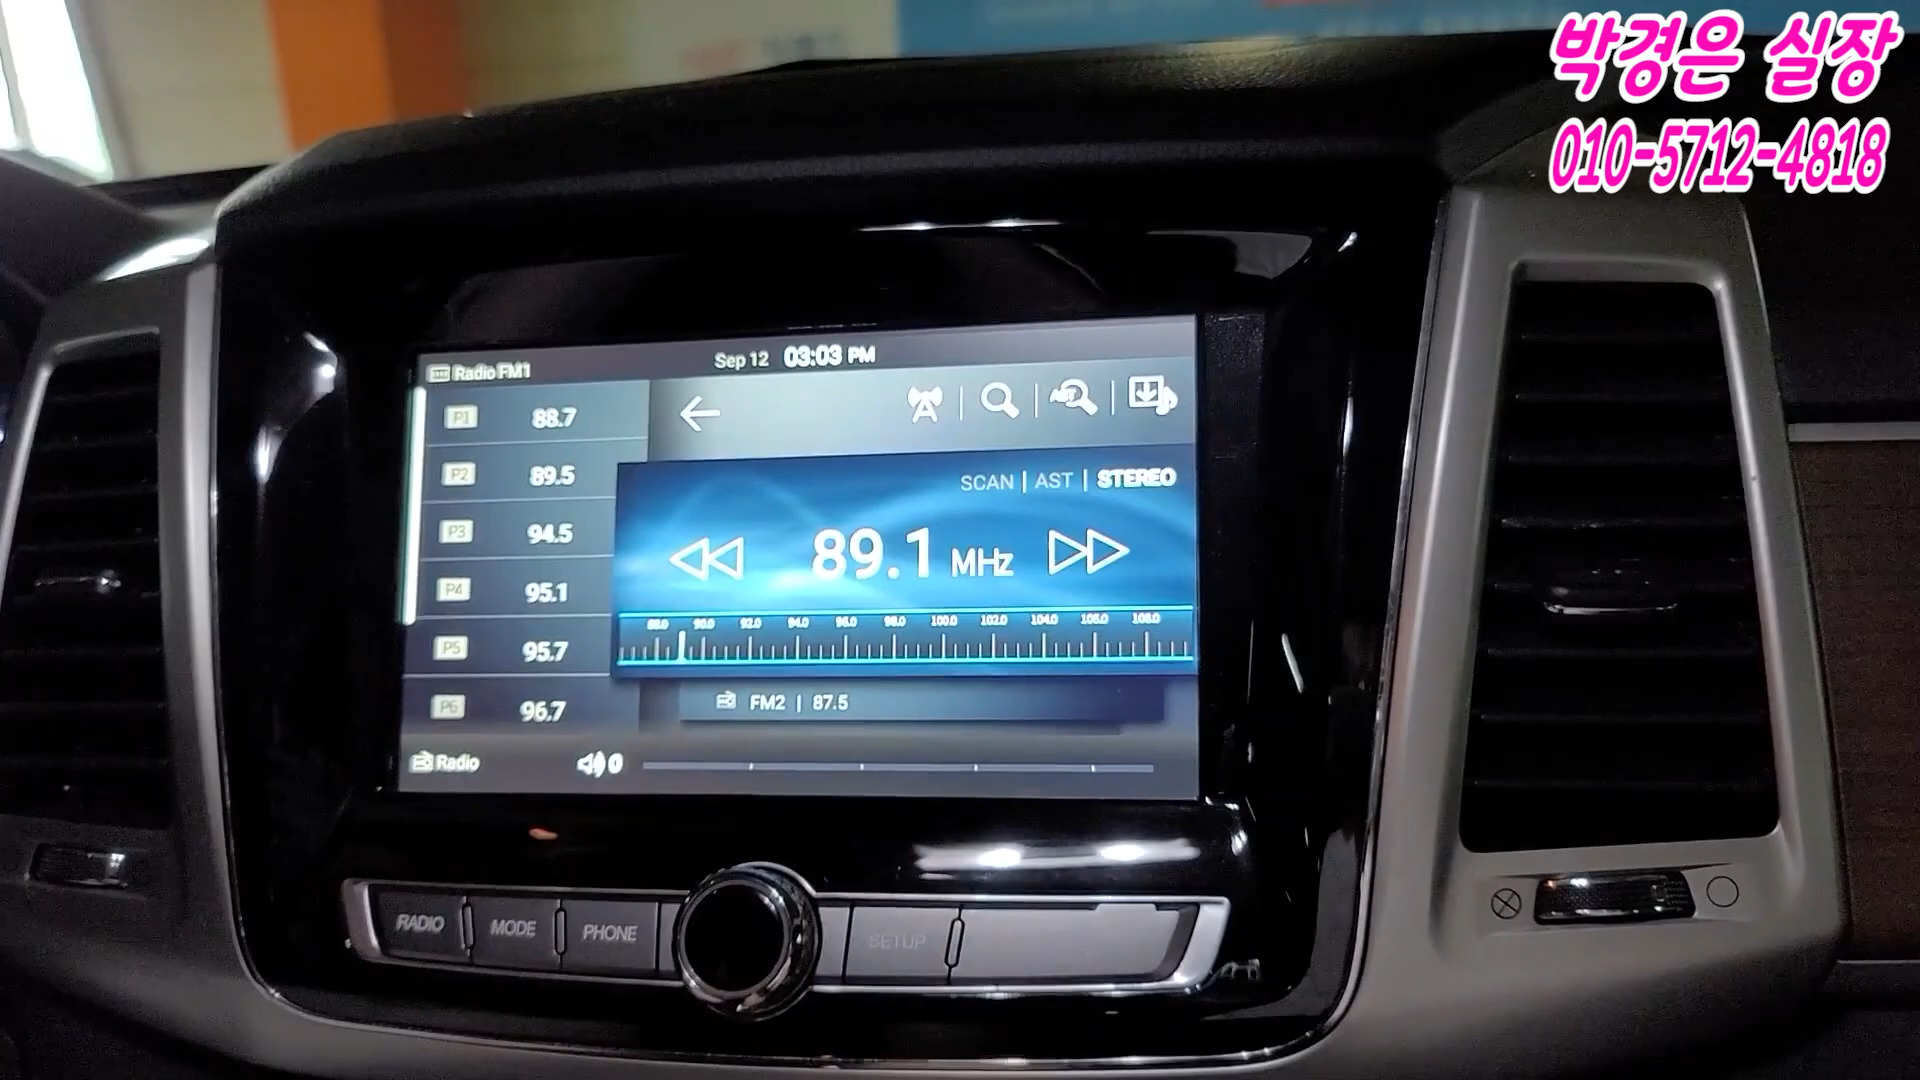 박경은 실장
010-5712-4818
Radio FM1
Sep 12 03:03 PM
P1 88.7
P2 89.5
P3 94.5
P4 95.1
P5 95.7
P6 96.7
AST
SCAN | AST | STEREO
89.1 MHz
88.0 90.0 92.0 94.0 96.0 98.0 100.0 102.0 104.0 106.0 108.0
FM2 | 87.5
Radio
0
RADIO
MODE
PHONE
SETUP